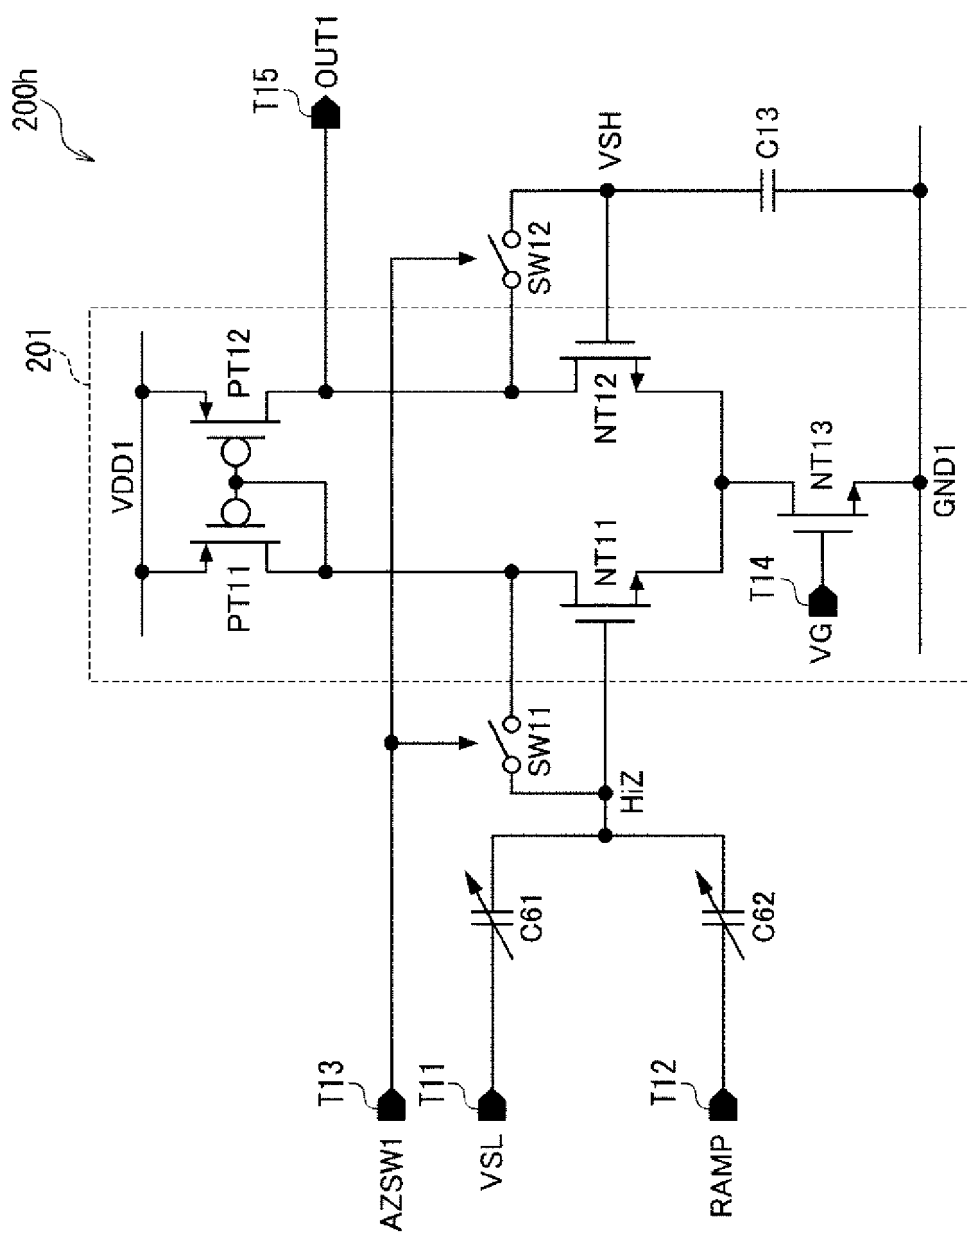 200h
201
T15
OUT1
VDD1
PT11
PT12
T13
AZSW1
SW11
SW12
VSH
C13
T11
VSL
C61
HiZ
NT11
NT12
T12
RAMP
C62
T14
VG
NT13
GND1